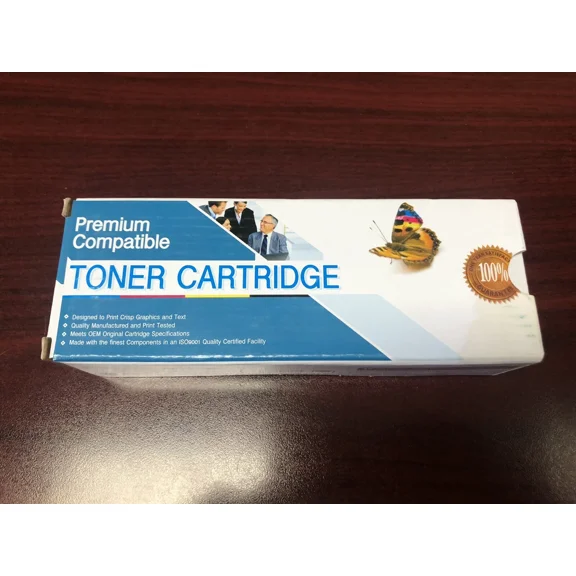 Premium
Compatible
TONER CARTRIDGE
Designed to Print Crisp Graphics and Text
Quality Manufactured and Print Tested
Meets OEM Original Cartridge Specifications
Made with the finest Components in an ISO9001 Quality Certified Facility
100%